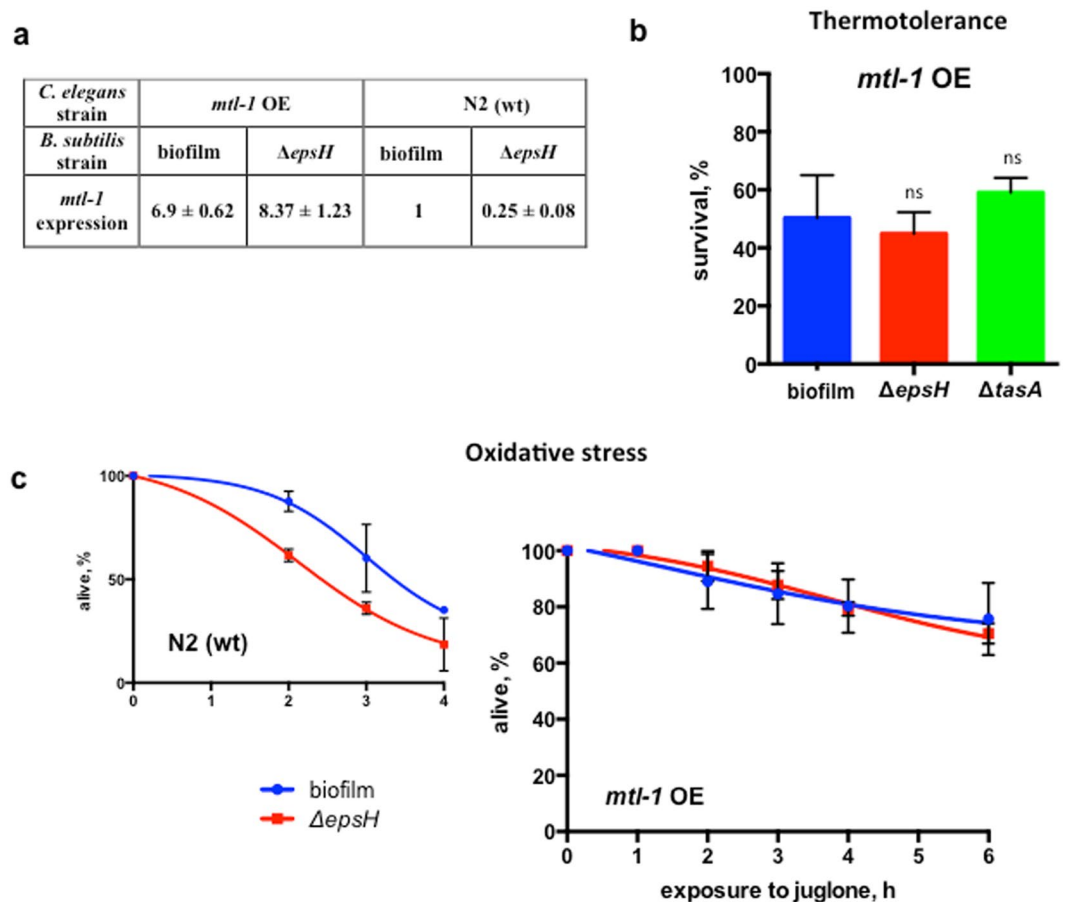 a
C. elegans strain | mtl-1 OE | N2 (wt)
B. subtilis strain | biofilm | ΔepsH | biofilm | ΔepsH
mtl-1 expression | 6.9 ± 0.62 | 8.37 ± 1.23 | 1 | 0.25 ± 0.08
b
Thermotolerance
mtl-1 OE
survival, %
100
80
60
40
20
0
ns
ns
biofilm ΔepsH ΔtasA
c
Oxidative stress
alive, %
100
50
0
N2 (wt)
0 1 2 3 4
biofilm
ΔepsH
alive, %
100
80
60
40
20
0
mtl-1 OE
0 1 2 3 4 5 6
exposure to juglone, h